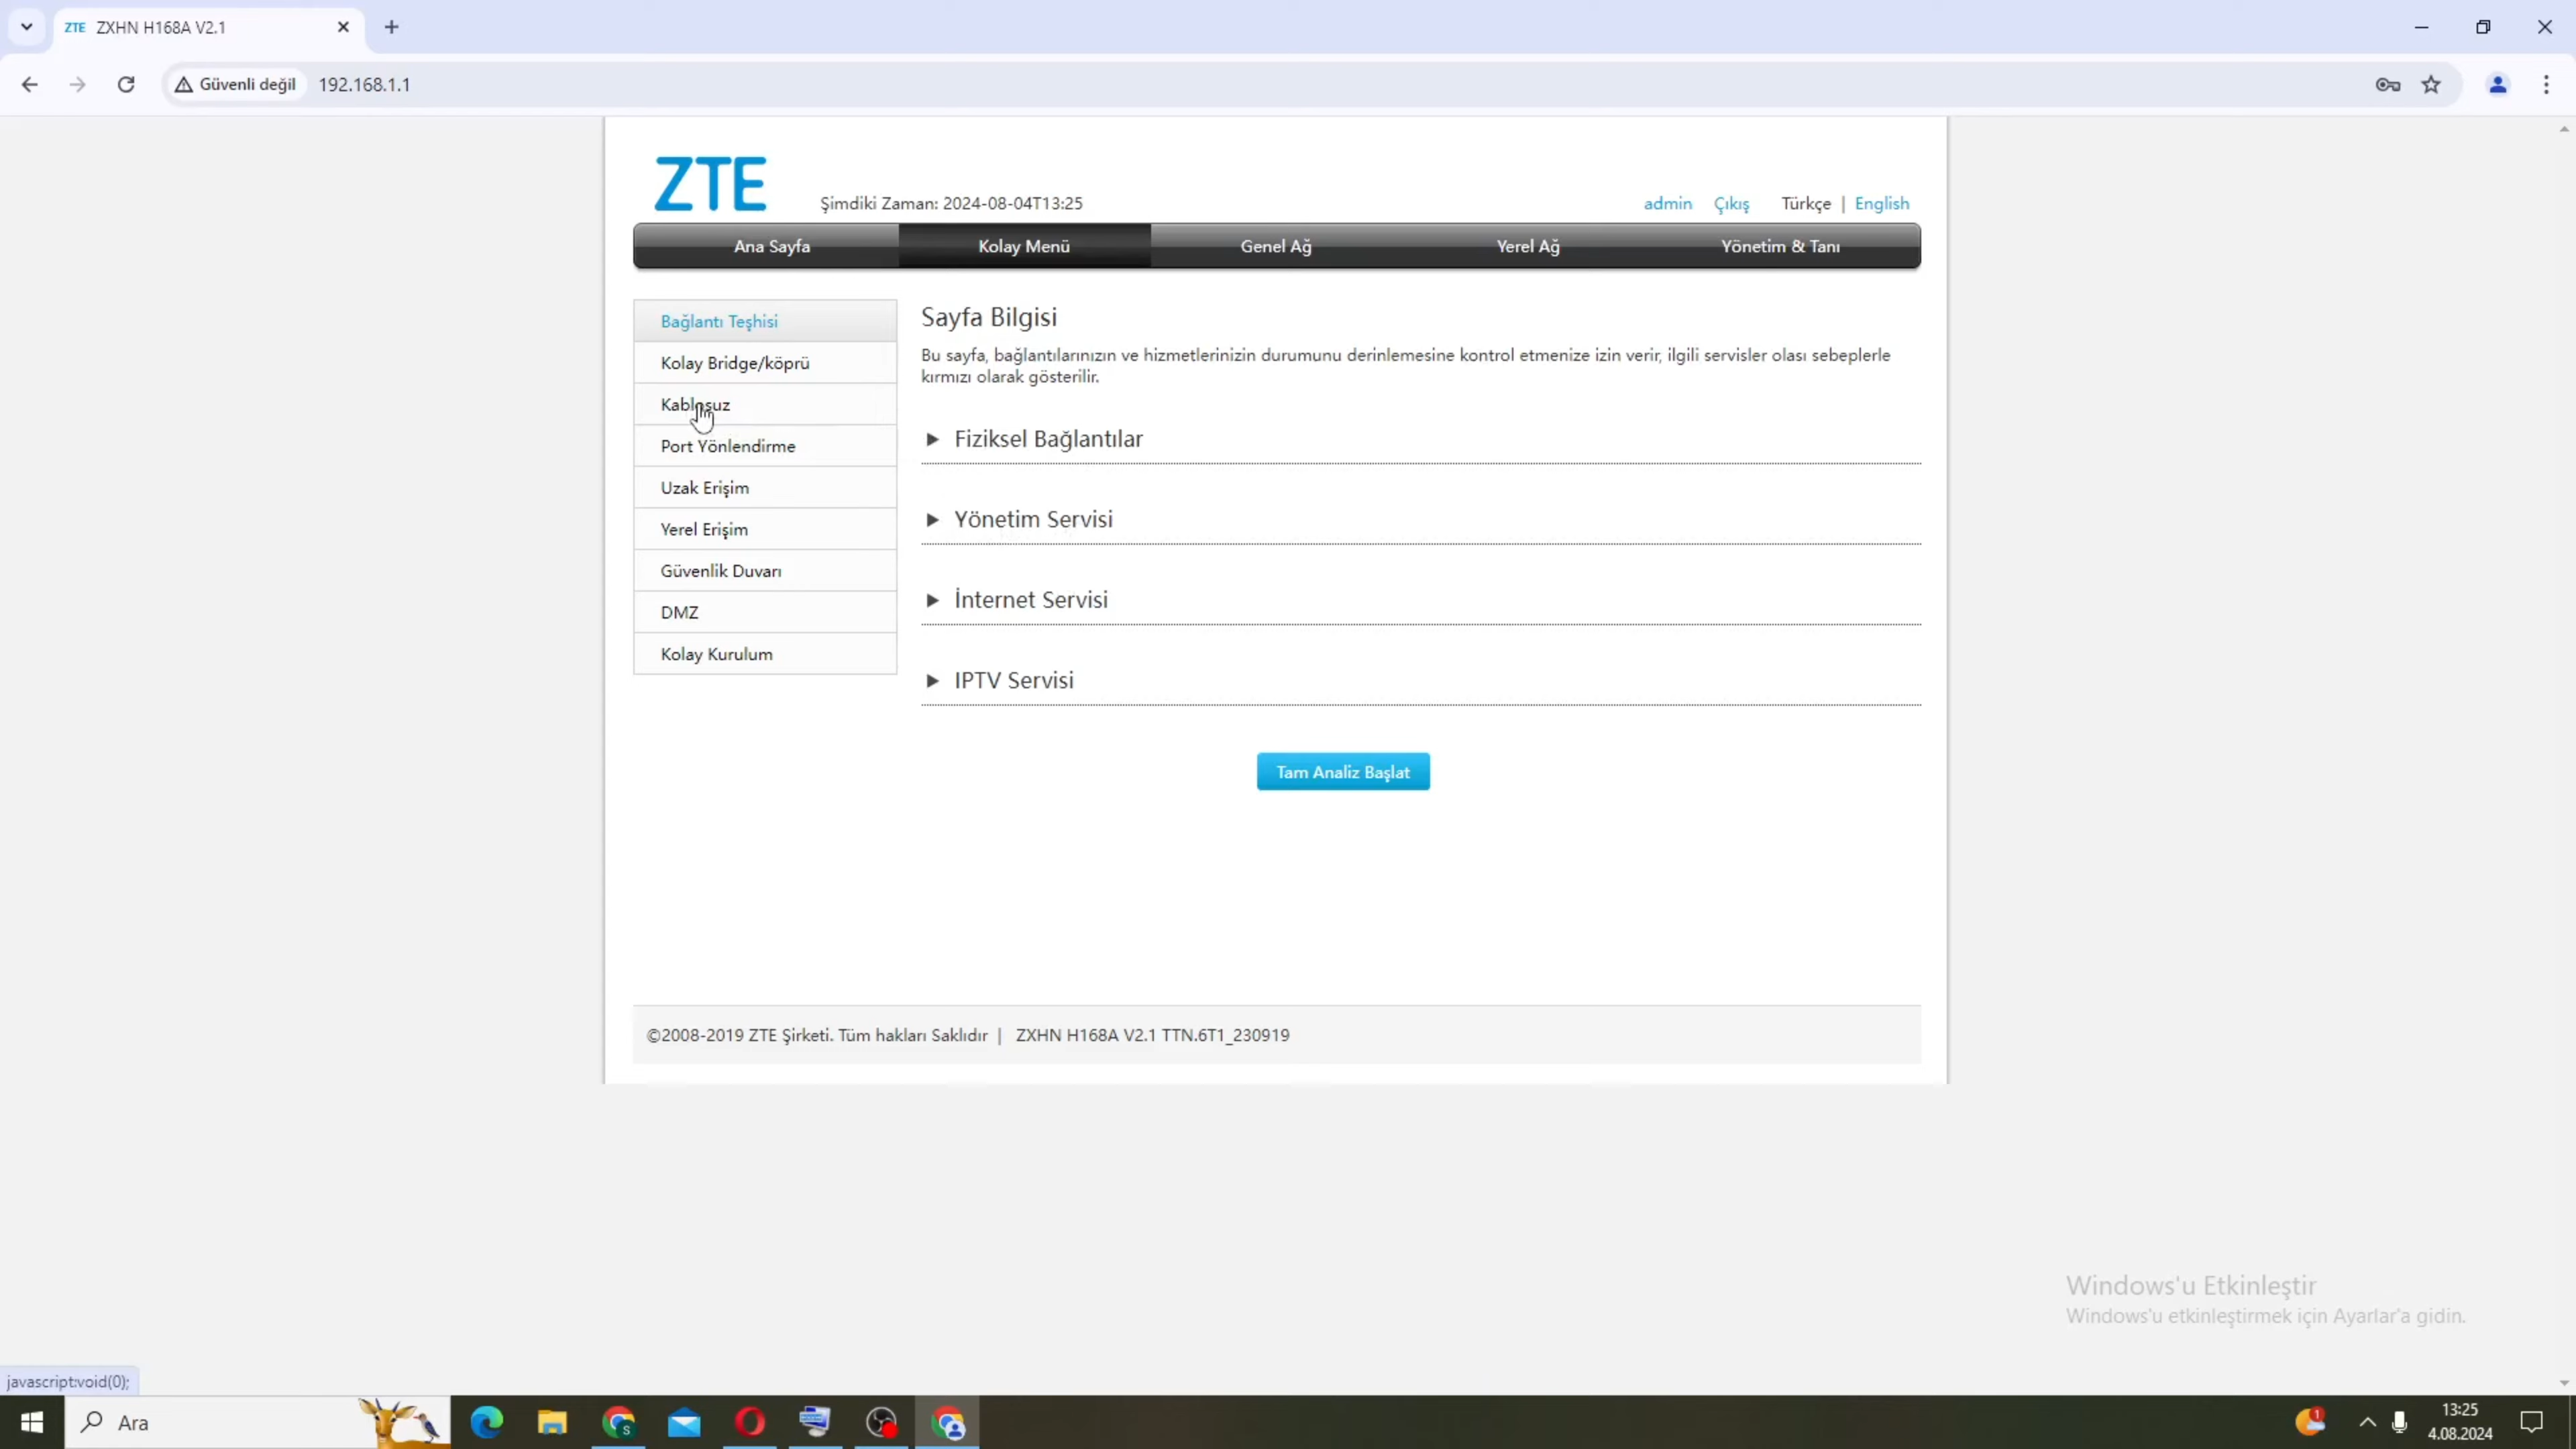 ZTE ZXHN H168A V2.1
Güvenli değil 192.168.1.1
ZTE
Şimdiki Zaman: 2024-08-04T13:25
admin Çıkış Türkçe | English
Ana Sayfa Kolay Menü Genel Ağ Yerel Ağ Yönetim & Tanı
Bağlantı Teşhisi
Kolay Bridge/köprü
Kablosuz
Port Yönlendirme
Uzak Erişim
Yerel Erişim
Güvenlik Duvarı
DMZ
Kolay Kurulum
Sayfa Bilgisi
Bu sayfa, bağlantılarınızın ve hizmetlerinizin durumunu derinlemesine kontrol etmenize izin verir, ilgili servisler olası sebeplerle
kırmızı olarak gösterilir.
Fiziksel Bağlantılar
Yönetim Servisi
İnternet Servisi
IPTV Servisi
Tam Analiz Başlat
©2008-2019 ZTE Şirketi. Tüm hakları Saklıdır | ZXHN H168A V2.1 TTN.6T1_230919
Windows'u Etkinleştir
Windows'u etkinleştirmek için Ayarlar'a gidin.
javascript:void(0);
Ara
S
1
13:25
4.08.2024